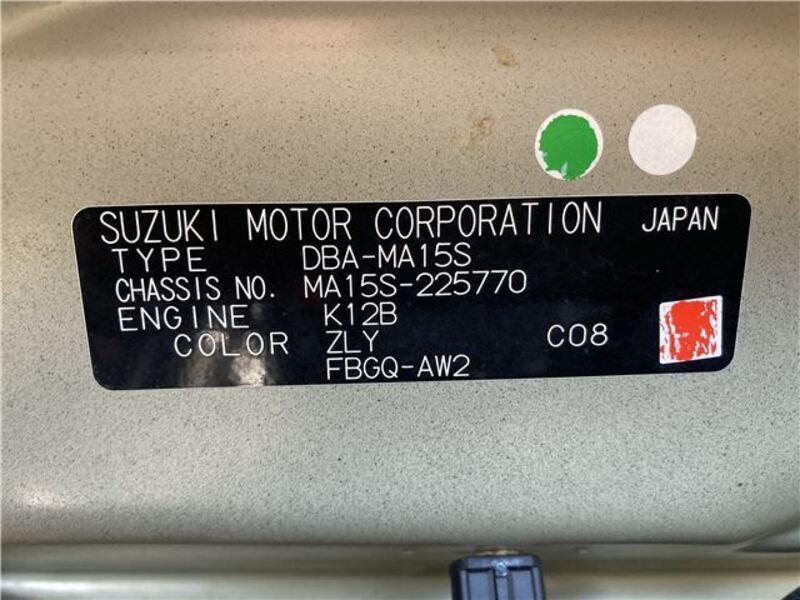 SUZUKI MOTOR CORPORATION JAPAN
TYPE DBA-MA15S
CHASSIS NO. MA15S-225770
ENGINE K12B
COLOR ZLY C08
FBGQ-AW2